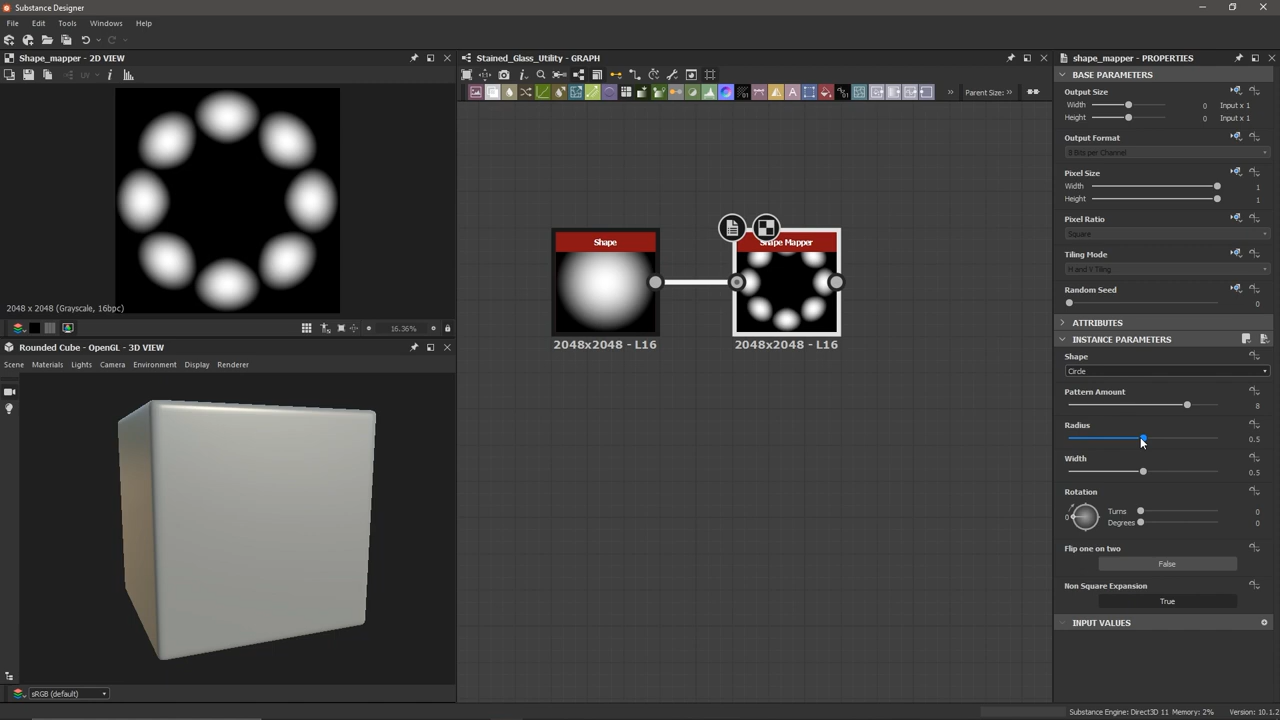 Substance Designer
File Edit Tools Windows Help
Shape_mapper - 2D VIEW
UV
2048 x 2048 (Grayscale, 16bpc)
16.36%
Rounded Cube - OpenGL - 3D VIEW
Scene Materials Lights Camera Environment Display Renderer
sRGB (default)
Stained_Glass_Utility - GRAPH
Parent Size:
Shape
2048x2048 - L16
Shape Mapper
2048x2048 - L16
shape_mapper - PROPERTIES
BASE PARAMETERS
Output Size
Width 0 Input x 1
Height 0 Input x 1
Output Format
8 Bits per Channel
Pixel Size
Width 1
Height 1
Pixel Ratio
Square
Tiling Mode
H and V Tiling
Random Seed
0
ATTRIBUTES
INSTANCE PARAMETERS
Shape
Circle
Pattern Amount
8
Radius
0.5
Width
0.5
Rotation
0 Turns 0
Degrees 0
Flip one on two
False
Non Square Expansion
True
INPUT VALUES
Substance Engine: Direct3D 11 Memory: 2% Version: 10.1.2